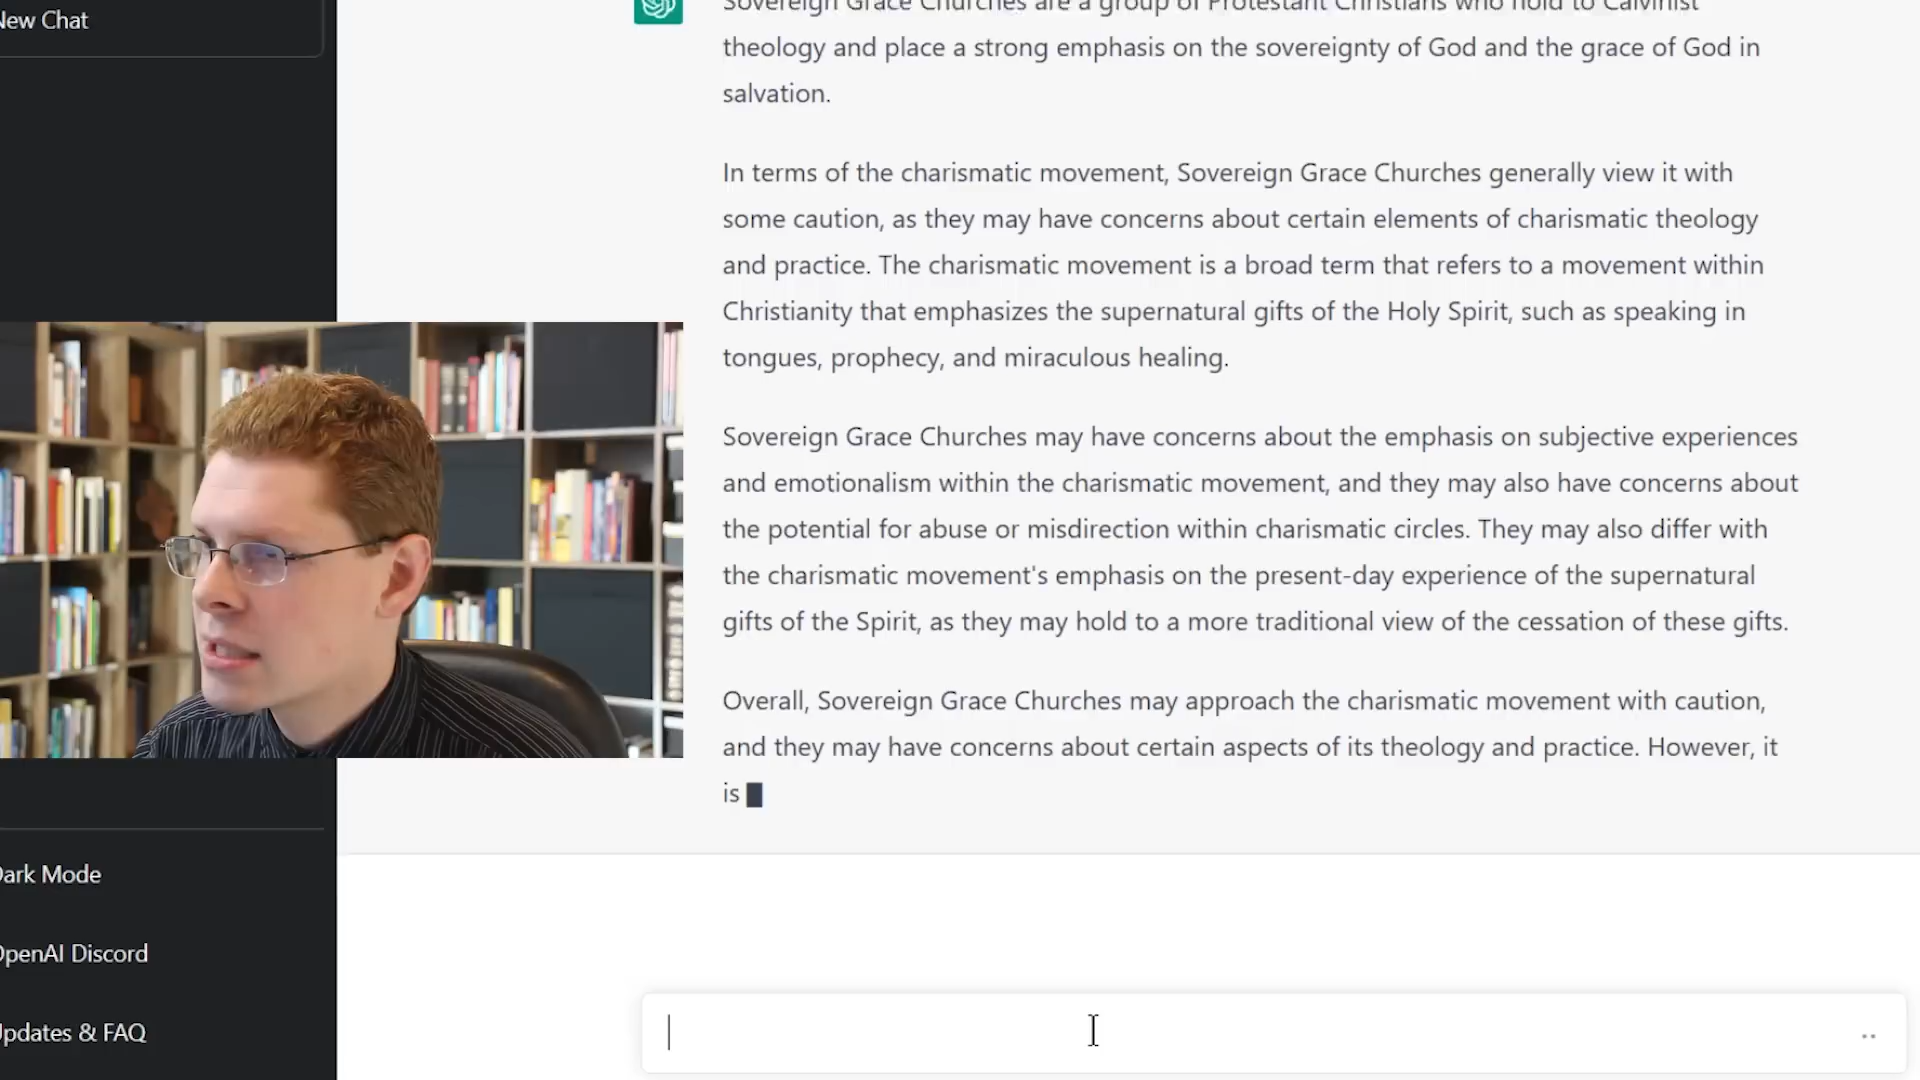 New Chat
Sovereign Grace Churches are a group of Protestant Christians who hold to Calvinist
theology and place a strong emphasis on the sovereignty of God and the grace of God in
salvation.
In terms of the charismatic movement, Sovereign Grace Churches generally view it with
some caution, as they may have concerns about certain elements of charismatic theology
and practice. The charismatic movement is a broad term that refers to a movement within
Christianity that emphasizes the supernatural gifts of the Holy Spirit, such as speaking in
tongues, prophecy, and miraculous healing.
Sovereign Grace Churches may have concerns about the emphasis on subjective experiences
and emotionalism within the charismatic movement, and they may also have concerns about
the potential for abuse or misdirection within charismatic circles. They may also differ with
the charismatic movement's emphasis on the present-day experience of the supernatural
gifts of the Spirit, as they may hold to a more traditional view of the cessation of these gifts.
Overall, Sovereign Grace Churches may approach the charismatic movement with caution,
and they may have concerns about certain aspects of its theology and practice. However, it
is
Dark Mode
OpenAI Discord
Updates & FAQ